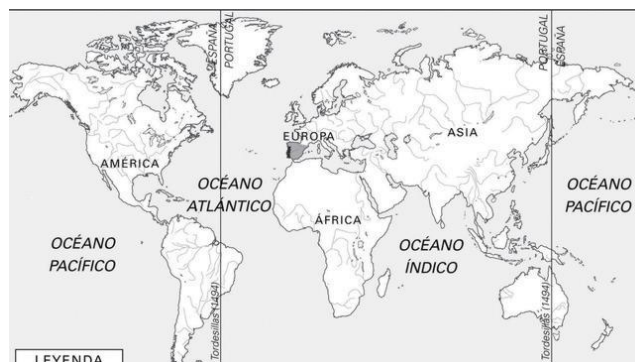 ESPAÑA
PORTUGAL
PORTUGAL
ESPAÑA
EUROPA
ASIA
AMÉRICA
OCÉANO
ATLÁNTICO
OCÉANO
PACÍFICO
ÁFRICA
OCÉANO
PACÍFICO
OCÉANO
ÍNDICO
Tordesillas (1494)
Tordesillas (1494)
LEYENDA